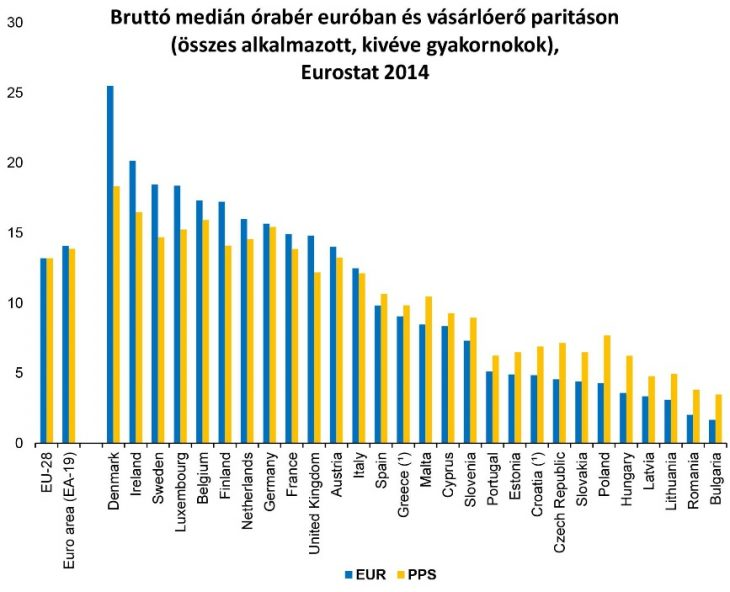 Bruttó medián órabér euróban és vásárlóerő paritáson
(összes alkalmazott, kivéve gyakornokok),
Eurostat 2014
30
25
20
15
10
5
0
EU-28
Euro area (EA-19)
Denmark
Ireland
Sweden
Luxembourg
Belgium
Finland
Netherlands
Germany
France
United Kingdom
Austria
Italy
Spain
Greece (¹)
Malta
Cyprus
Slovenia
Portugal
Estonia
Croatia (¹)
Czech Republic
Slovakia
Poland
Hungary
Latvia
Lithuania
Romania
Bulgaria
EUR PPS